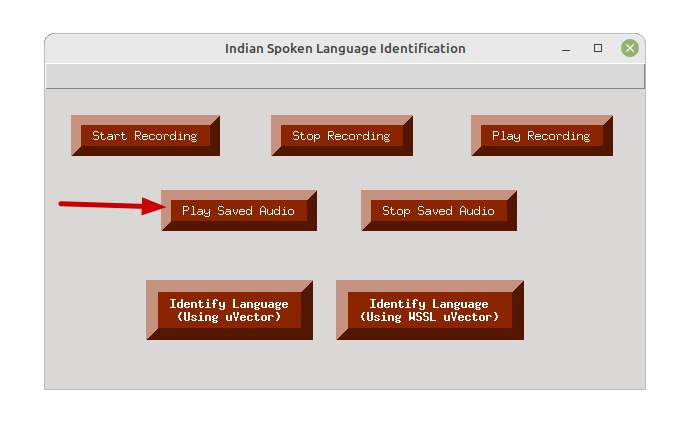 Indian Spoken Language Identification
Start Recording
Stop Recording
Play Recording
Play Saved Audio
Stop Saved Audio
Identify Language
(Using uVector)
Identify Language
(Using WSSL uVector)